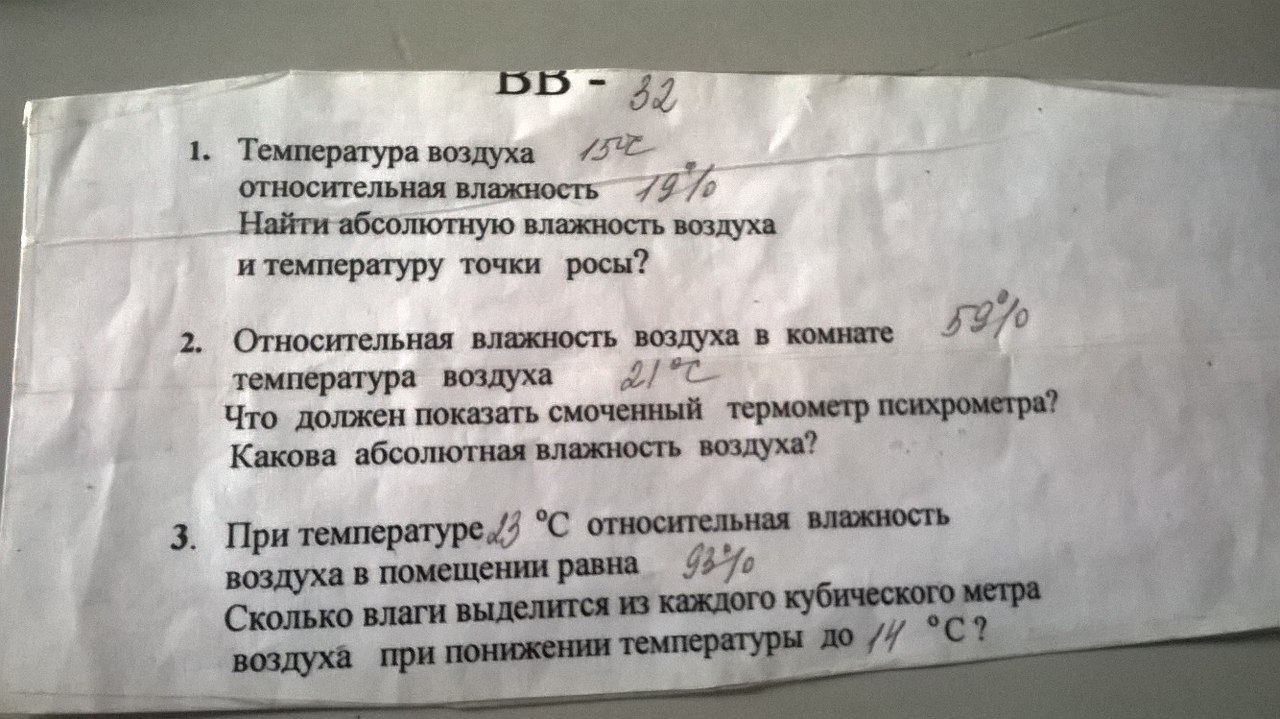 ВВ - 32
1. Температура воздуха 15°C
относительная влажность 19%
Найти абсолютную влажность воздуха
и температуру точки росы?
2. Относительная влажность воздуха в комнате 59%
температура воздуха 21°C
Что должен показать смоченный термометр психрометра?
Какова абсолютная влажность воздуха?
3. При температуре 23 °C относительная влажность
воздуха в помещении равна 93%
Сколько влаги выделится из каждого кубического метра
воздуха при понижении температуры до 14 °C ?